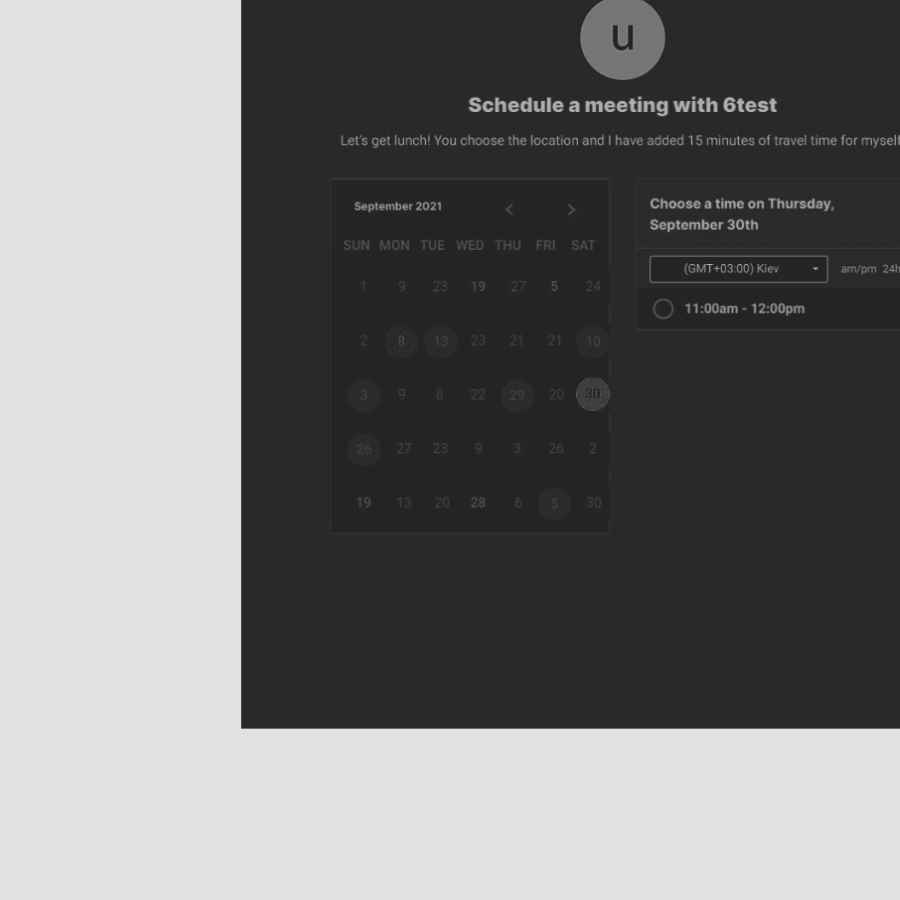 u
Schedule a meeting with 6test
Let's get lunch! You choose the location and I have added 15 minutes of travel time for myself
September 2021
SUN MON TUE WED THU FRI SAT
1 9 23 19 27 5 24
2 8 13 23 21 21 10
3 9 8 22 29 20 30
26 27 23 9 3 26 2
19 13 20 28 6 5 30
Choose a time on Thursday,
September 30th
(GMT+03:00) Kiev
am/pm 24h
11:00am - 12:00pm